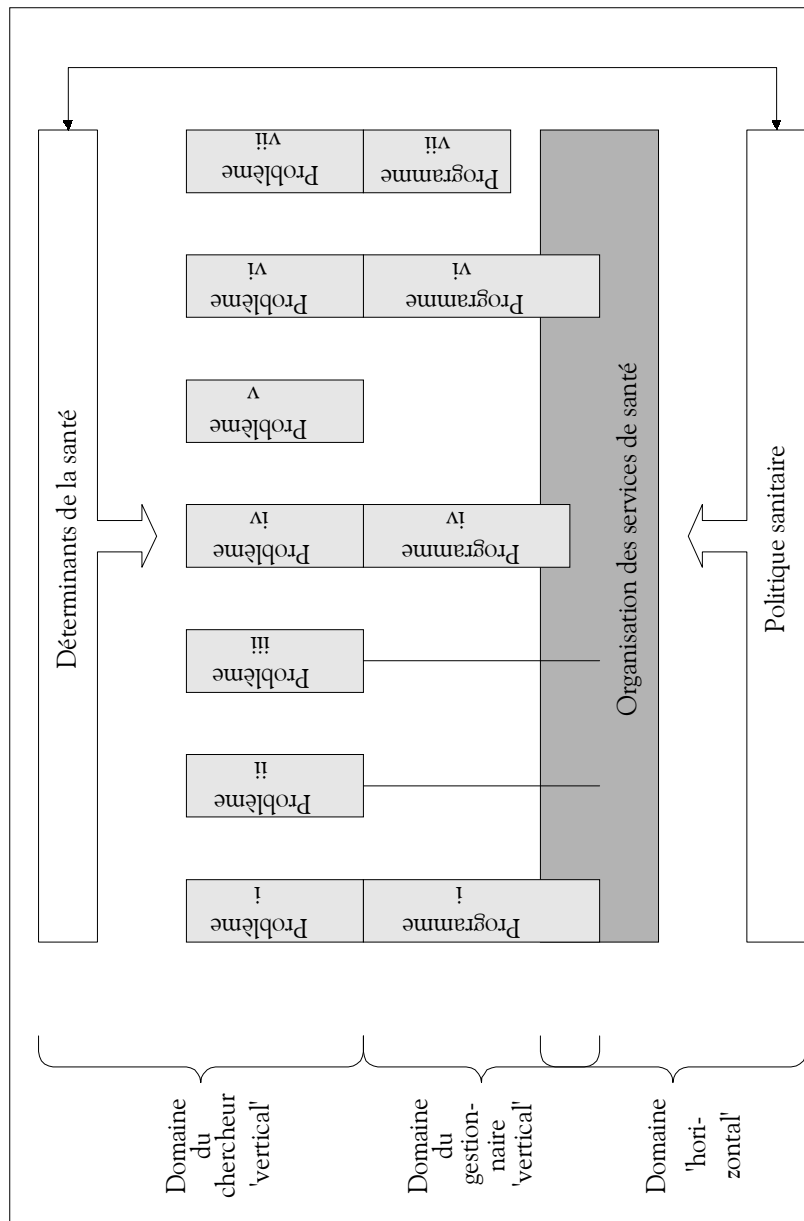 Déterminants de la santé
Domaine
du
chercheur
'vertical'
Problème
i
Problème
ii
Problème
iii
Problème
iv
Problème
v
Problème
vi
Problème
vii
Domaine
du
gestion-
naire
'vertical'
Programme
i
Programme
iv
Programme
vi
Programme
vii
Organisation des services de santé
Domaine
'hori-
zontal'
Politique sanitaire